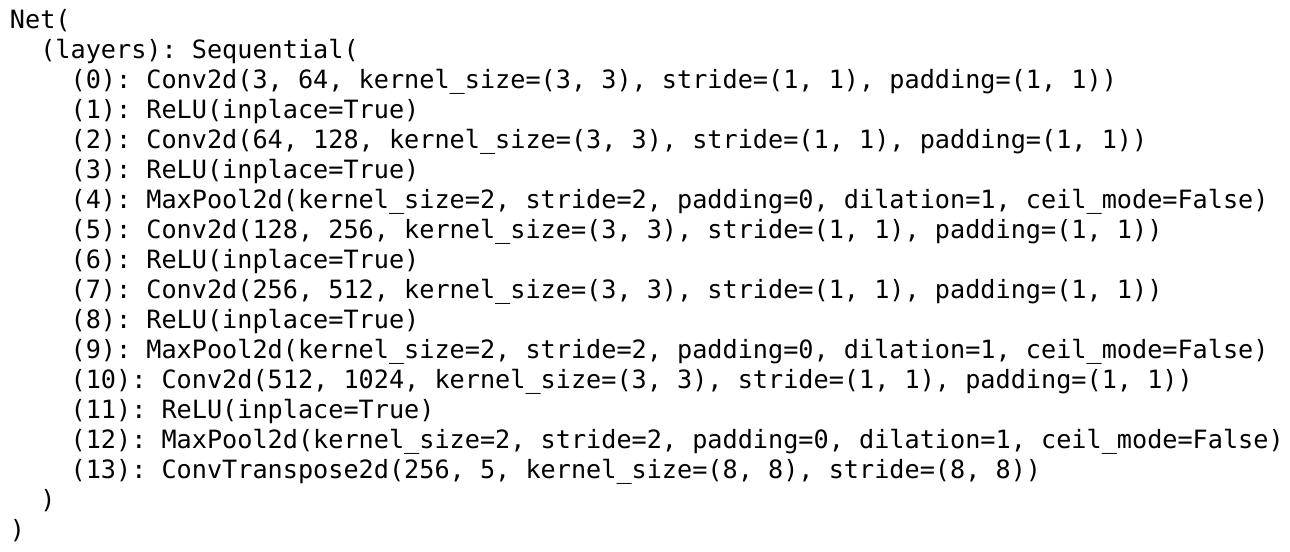 Net(
  (layers): Sequential(
    (0): Conv2d(3, 64, kernel_size=(3, 3), stride=(1, 1), padding=(1, 1))
    (1): ReLU(inplace=True)
    (2): Conv2d(64, 128, kernel_size=(3, 3), stride=(1, 1), padding=(1, 1))
    (3): ReLU(inplace=True)
    (4): MaxPool2d(kernel_size=2, stride=2, padding=0, dilation=1, ceil_mode=False)
    (5): Conv2d(128, 256, kernel_size=(3, 3), stride=(1, 1), padding=(1, 1))
    (6): ReLU(inplace=True)
    (7): Conv2d(256, 512, kernel_size=(3, 3), stride=(1, 1), padding=(1, 1))
    (8): ReLU(inplace=True)
    (9): MaxPool2d(kernel_size=2, stride=2, padding=0, dilation=1, ceil_mode=False)
    (10): Conv2d(512, 1024, kernel_size=(3, 3), stride=(1, 1), padding=(1, 1))
    (11): ReLU(inplace=True)
    (12): MaxPool2d(kernel_size=2, stride=2, padding=0, dilation=1, ceil_mode=False)
    (13): ConvTranspose2d(256, 5, kernel_size=(8, 8), stride=(8, 8))
  )
)